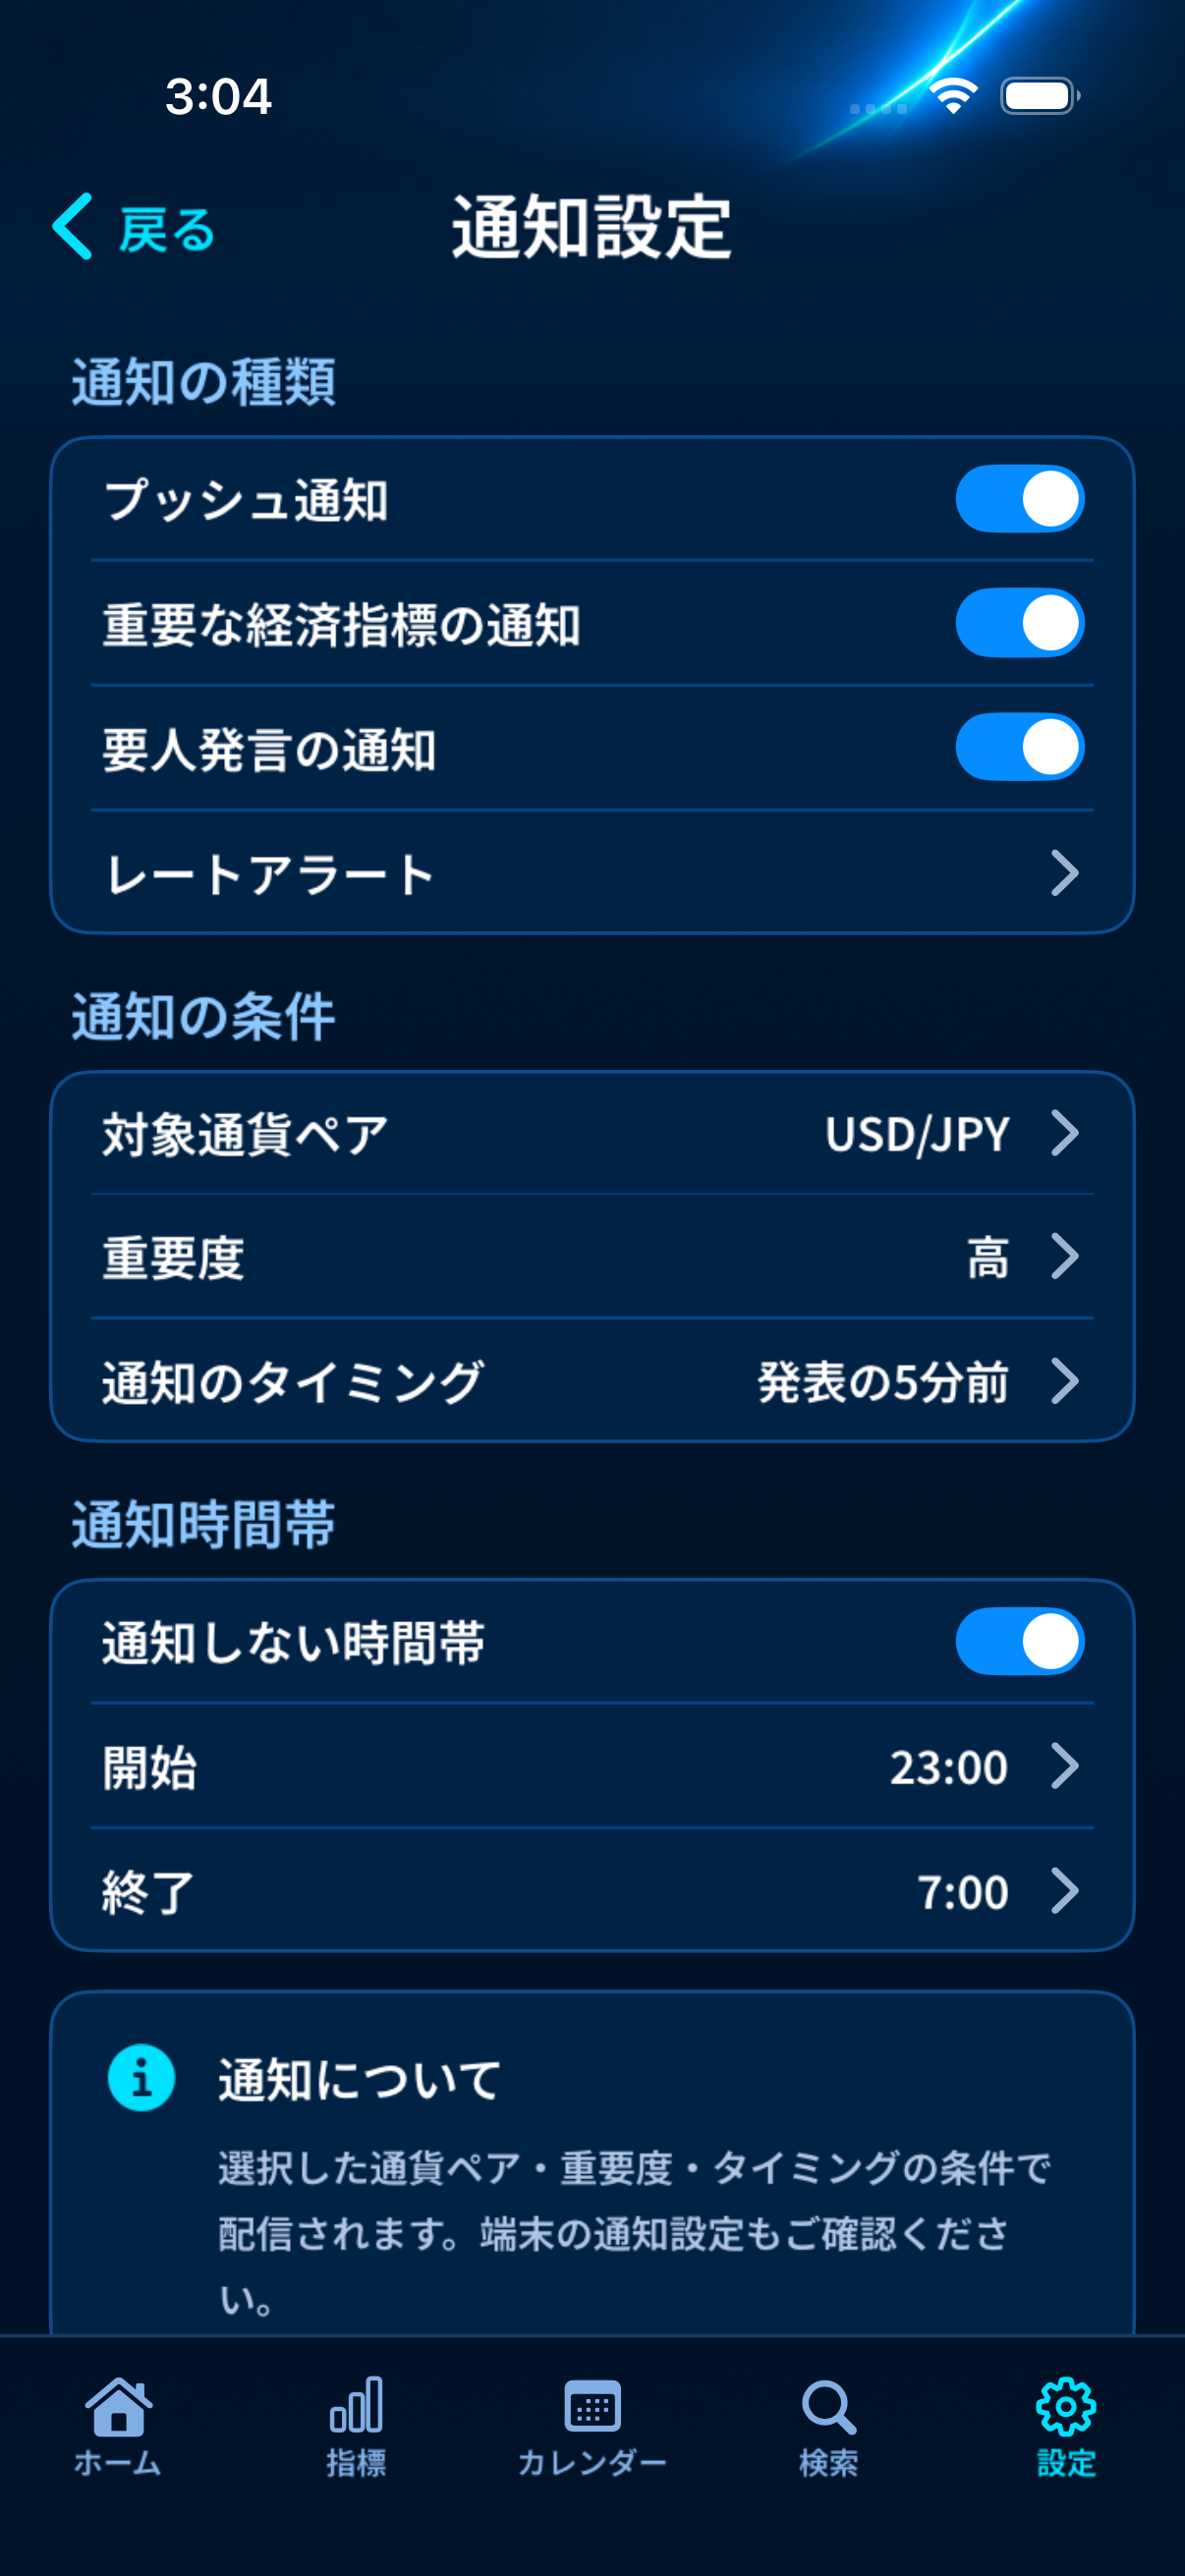 3:04
戻る
通知設定
通知の種類
プッシュ通知
重要な経済指標の通知
要人発言の通知
レートアラート
通知の条件
対象通貨ペア USD/JPY
重要度 高
通知のタイミング 発表の5分前
通知時間帯
通知しない時間帯
開始 23:00
終了 7:00
通知について
選択した通貨ペア・重要度・タイミングの条件で
配信されます。端末の通知設定もご確認くださ
い。
ホーム 指標 カレンダー 検索 設定